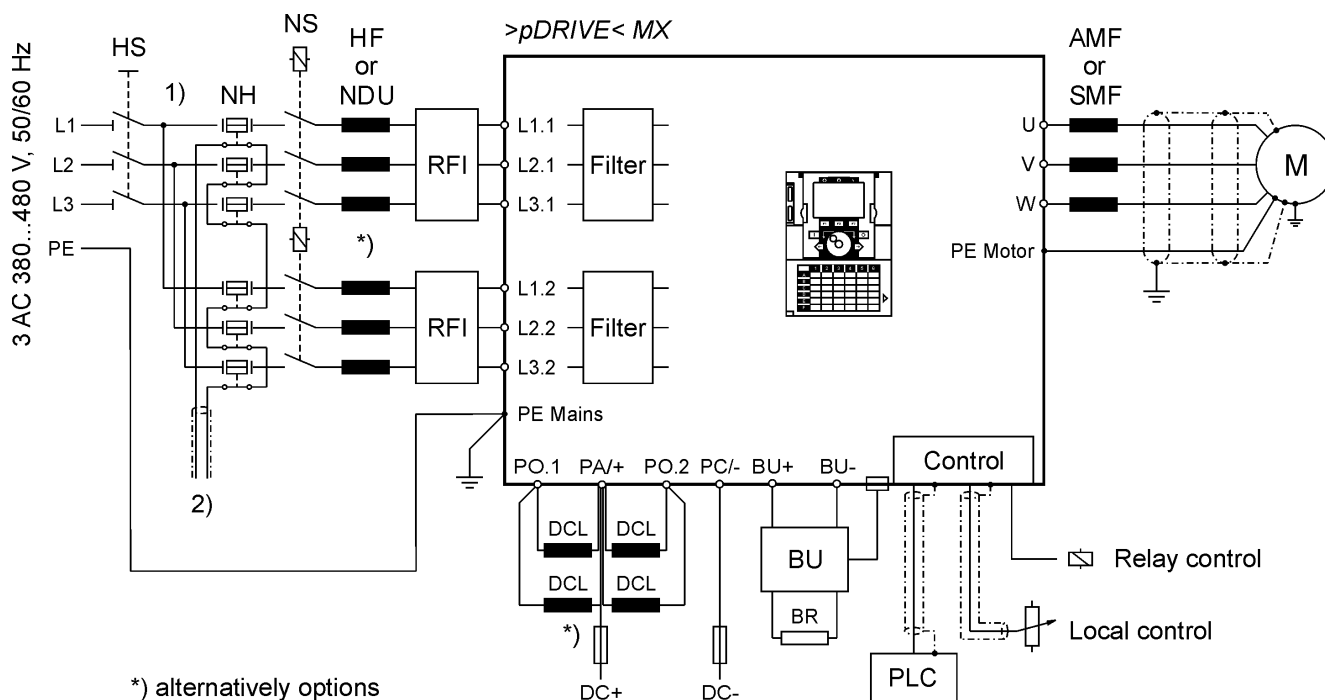 >pDRIVE< MX
3 AC 380...480 V, 50/60 Hz
HS
1)
NH
NS
HF
or
NDU
AMF
or
SMF
L1
L2
L3
PE
RFI
L1.1
L2.1
L3.1
Filter
*)
RFI
L1.2
L2.2
L3.2
Filter
U
V
W
M
PE Motor
PE Mains
2)
PO.1
PA/+
PO.2
PC/-
BU+
BU-
Control
DCL
DCL
DCL
DCL
*)
BU
BR
Relay control
Local control
PLC
*) alternatively options
DC+
DC-